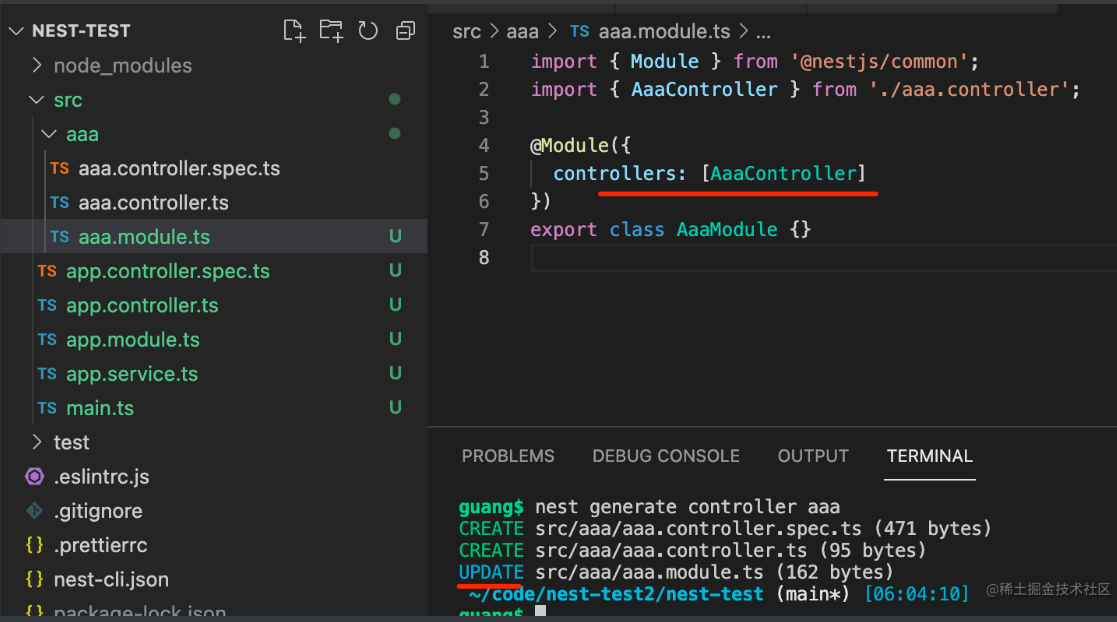 NEST-TEST
node_modules
src
aaa
TS aaa.controller.spec.ts
TS aaa.controller.ts
TS aaa.module.ts U
TS app.controller.spec.ts U
TS app.controller.ts U
TS app.module.ts U
TS app.service.ts U
TS main.ts U
test
.eslintrc.js
.gitignore
{} .prettierrc
{} nest-cli.json
{} package-lock.json
src > aaa > TS aaa.module.ts > ...
1 import { Module } from '@nestjs/common';
2 import { AaaController } from './aaa.controller';
3
4 @Module({
5 controllers: [AaaController]
6 })
7 export class AaaModule {}
8
PROBLEMS DEBUG CONSOLE OUTPUT TERMINAL
guang$ nest generate controller aaa
CREATE src/aaa/aaa.controller.spec.ts (471 bytes)
CREATE src/aaa/aaa.controller.ts (95 bytes)
UPDATE src/aaa/aaa.module.ts (162 bytes)
~/code/nest-test2/nest-test (main*) [06:04:10]
guang$
@稀土掘金技术社区